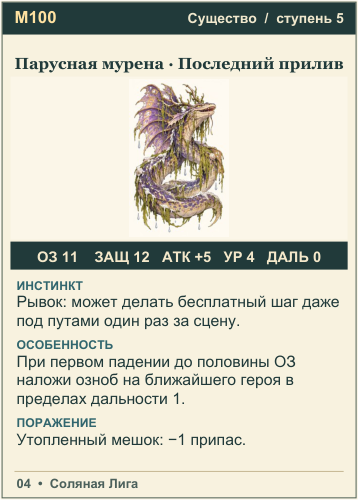 M100
Существо / ступень 5
Парусная мурена · Последний прилив
ОЗ 11 ЗАЩ 12 АТК +5 УР 4 ДАЛЬ 0
ИНСТИНКТ
Рывок: может делать бесплатный шаг даже
под путами один раз за сцену.
ОСОБЕННОСТЬ
При первом падении до половины ОЗ
наложи озноб на ближайшего героя в
пределах дальности 1.
ПОРАЖЕНИЕ
Утопленный мешок: −1 припас.
04 • Соляная Лига